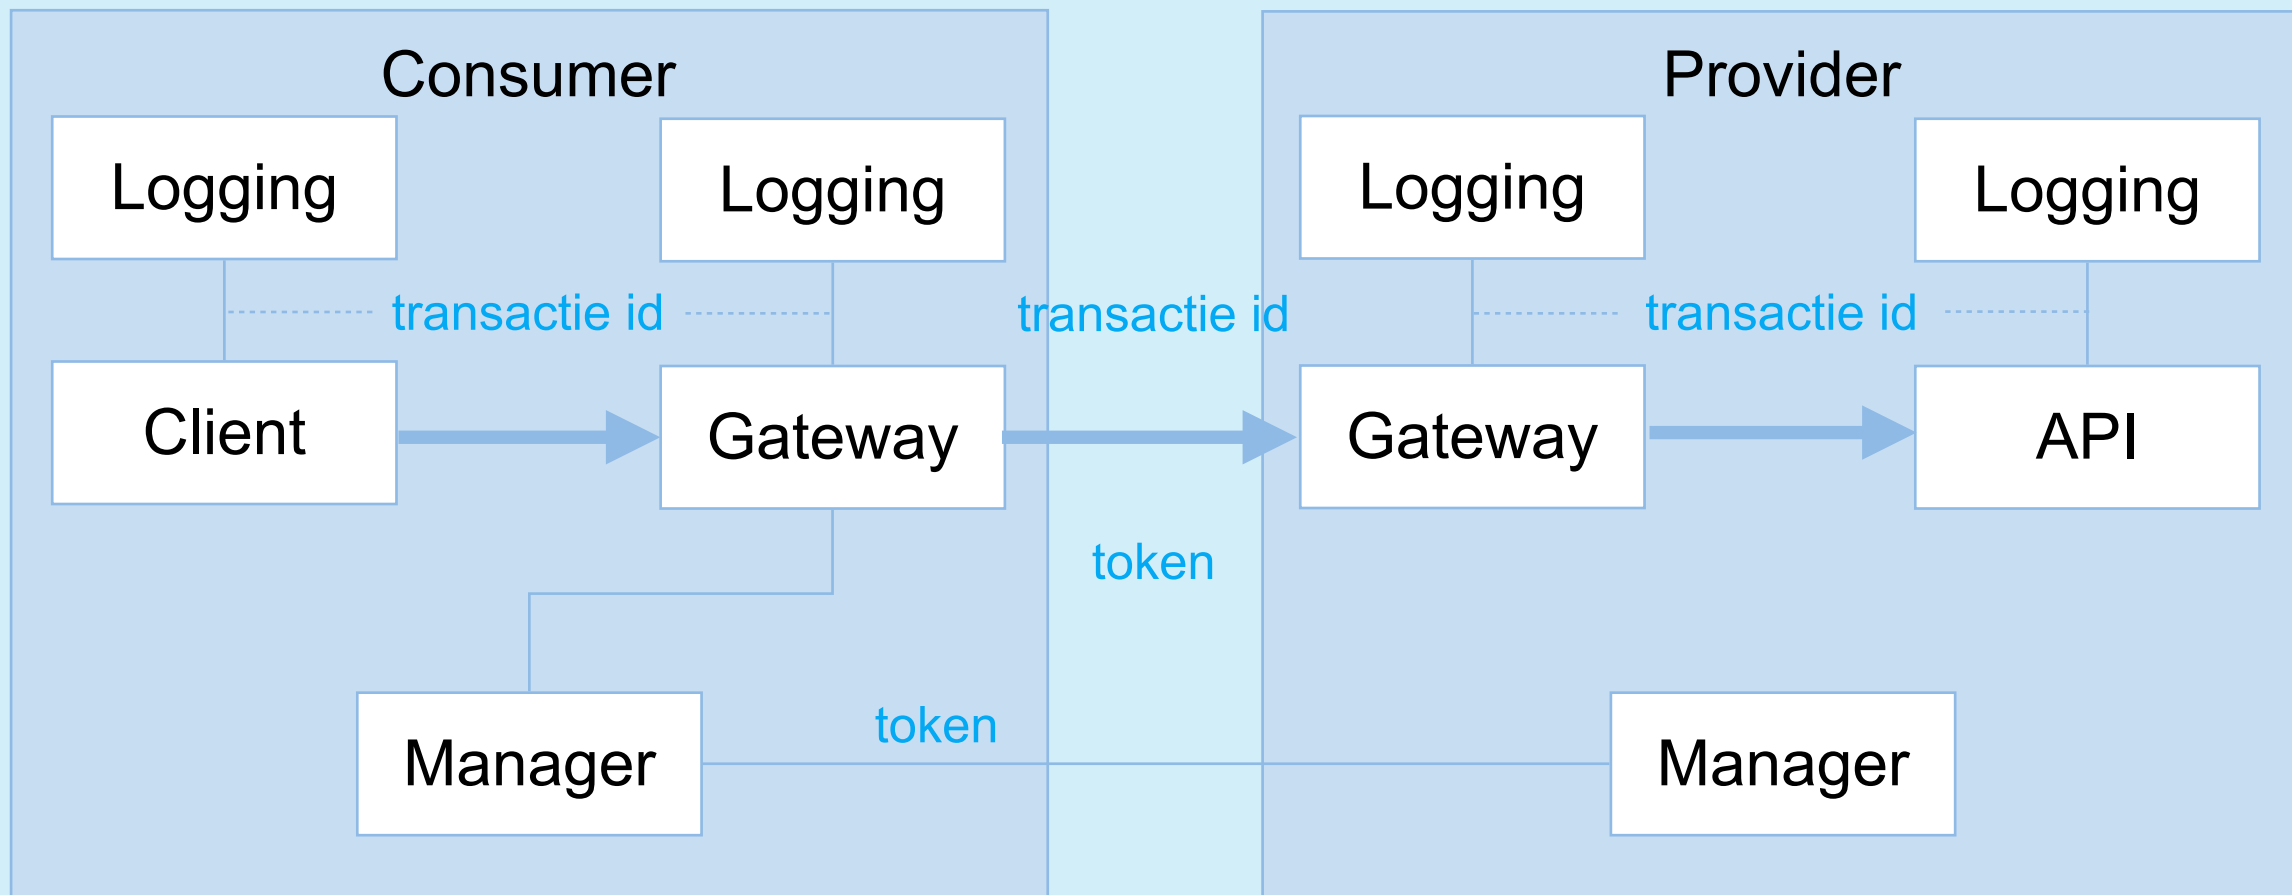 Consumer
Provider
Logging
Logging
Logging
Logging
transactie id
transactie id
transactie id
Client
Gateway
Gateway
API
token
token
Manager
Manager